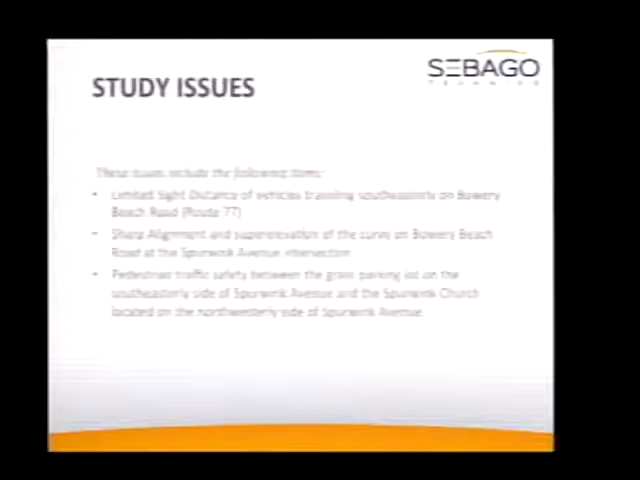 SEBAGO
TECHNICS
STUDY ISSUES
These issues include the following items:
• Limited Sight Distance of vehicles traveling southeasterly on Bowery
Beach Road (Route 77)
• Sharp Alignment and superelevation of the curve on Bowery Beach
Road at the Spurwink Avenue intersection
• Pedestrian traffic safety between the grass parking lot on the
southeasterly side of Spurwink Avenue and the Spurwink Church
located on the northwesterly side of Spurwink Avenue.